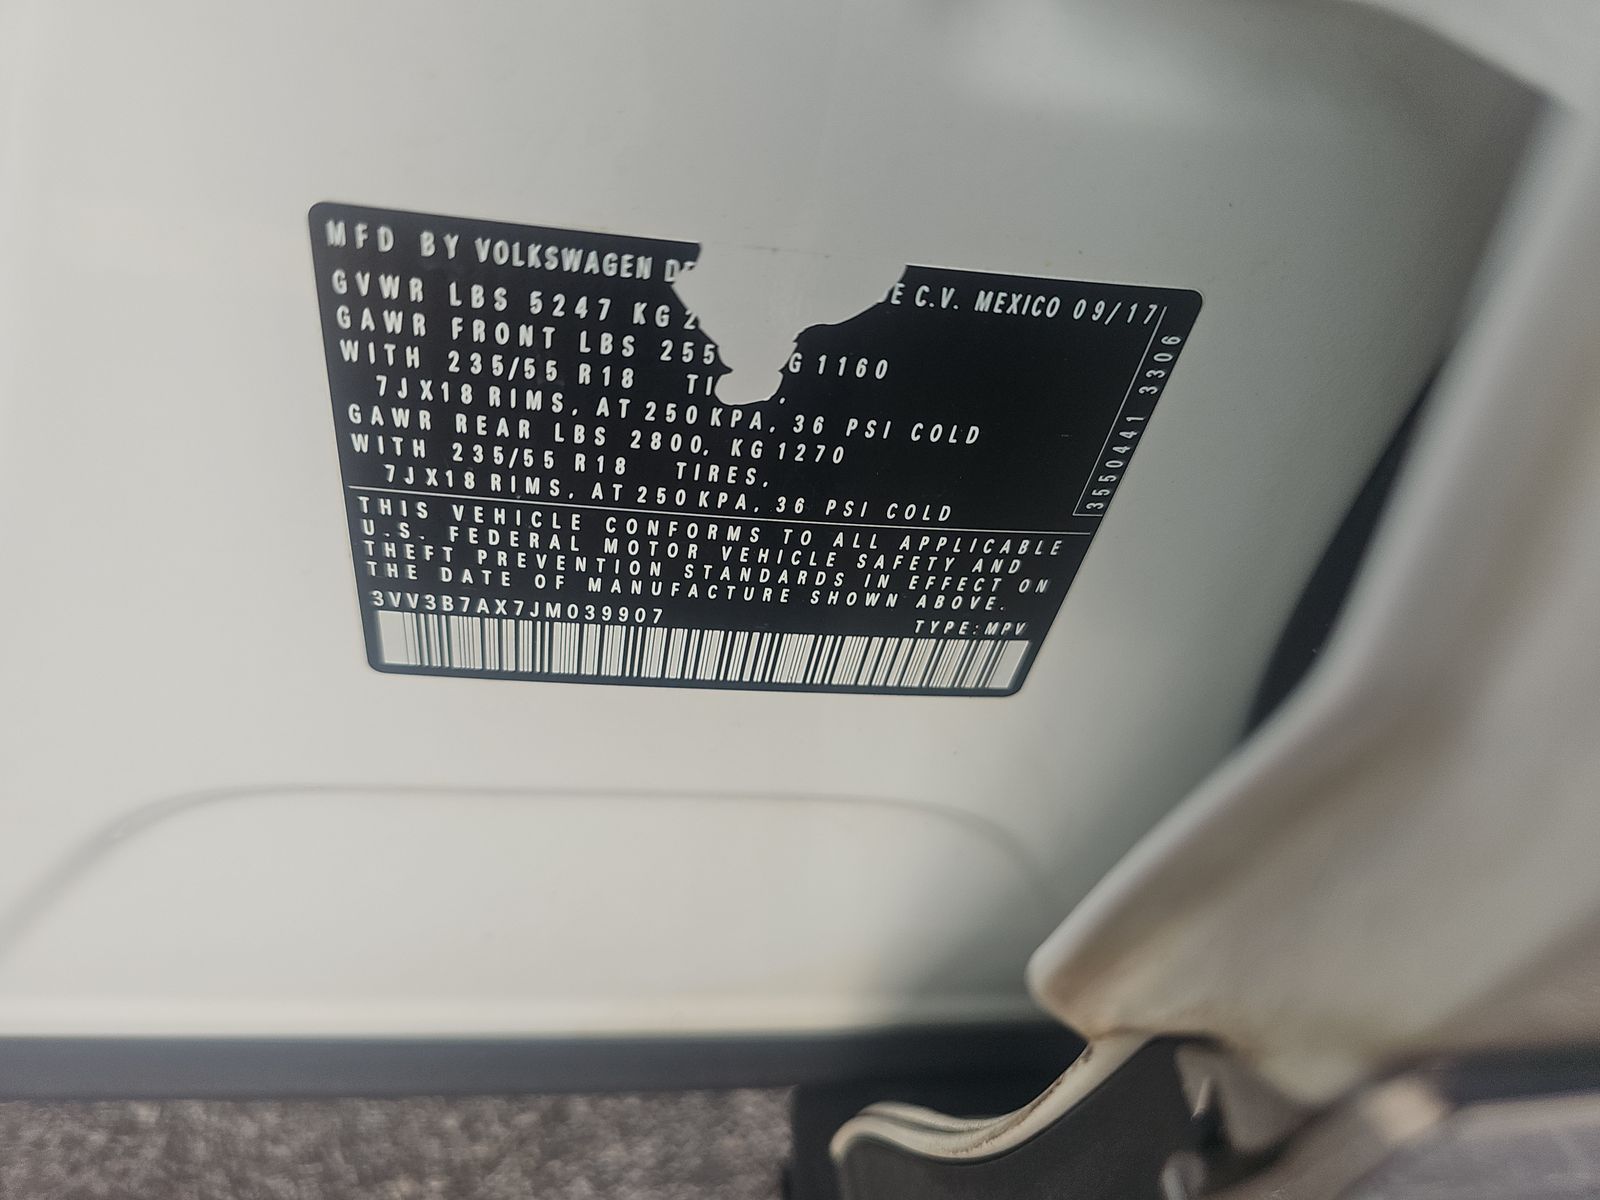 MFD BY VOLKSWAGEN DE C.V. MEXICO 09/17
GVWR LBS 5247 KG
GAWR FRONT LBS 255 G 1160
WITH 235/55 R18
7JX18 RIMS, AT 250 KPA, 36 PSI COLD
GAWR REAR LBS 2800, KG 1270
WITH 235/55 R18 TIRES,
7JX18 RIMS, AT 250 KPA, 36 PSI COLD
THIS VEHICLE CONFORMS TO ALL APPLICABLE
U.S. FEDERAL MOTOR VEHICLE SAFETY AND
THEFT PREVENTION STANDARDS IN EFFECT ON
THE DATE OF MANUFACTURE SHOWN ABOVE.
3VV3B7AX7JM039907 TYPE:MPV
3550441 3306